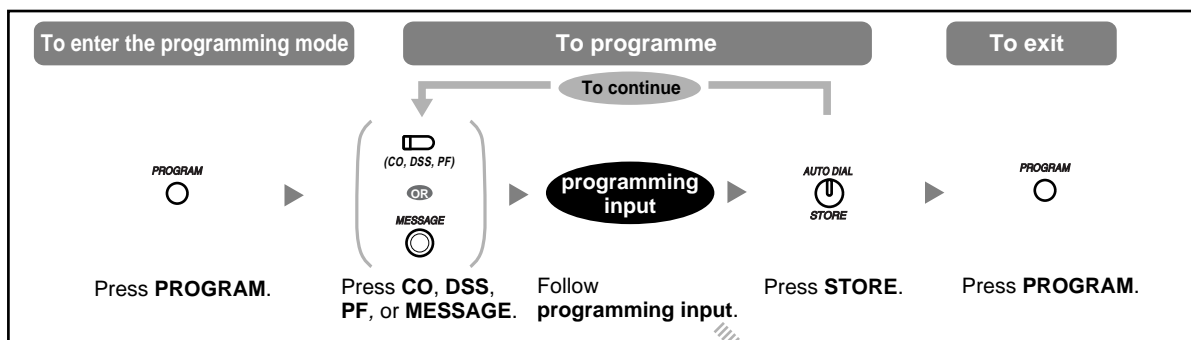 To enter the programming mode
To programme
To exit
To continue
(CO, DSS, PF)
OR
MESSAGE
PROGRAM
programming
input
AUTO DIAL
STORE
PROGRAM
Press PROGRAM.
Press CO, DSS,
PF, or MESSAGE.
Follow
programming input.
Press STORE.
Press PROGRAM.